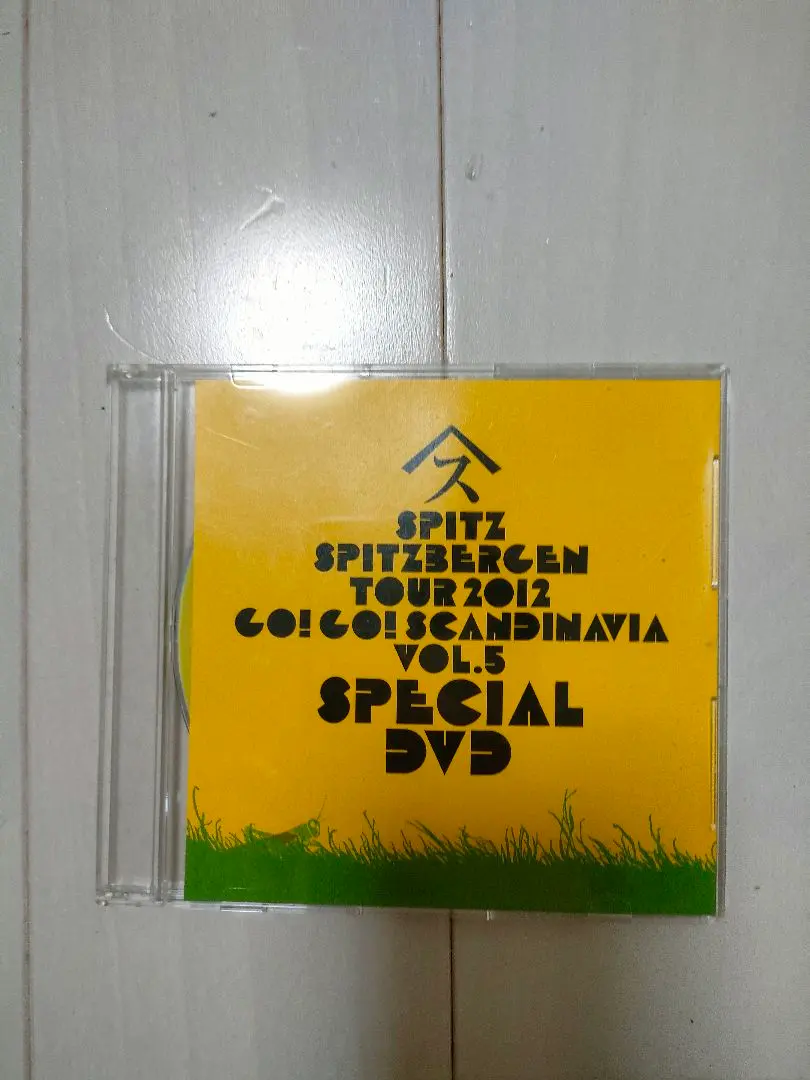 ス
SPITZ
SPITZBERGEN
TOUR 2012
GO! GO! SCANDINAVIA
VOL.5
SPECIAL
DVD